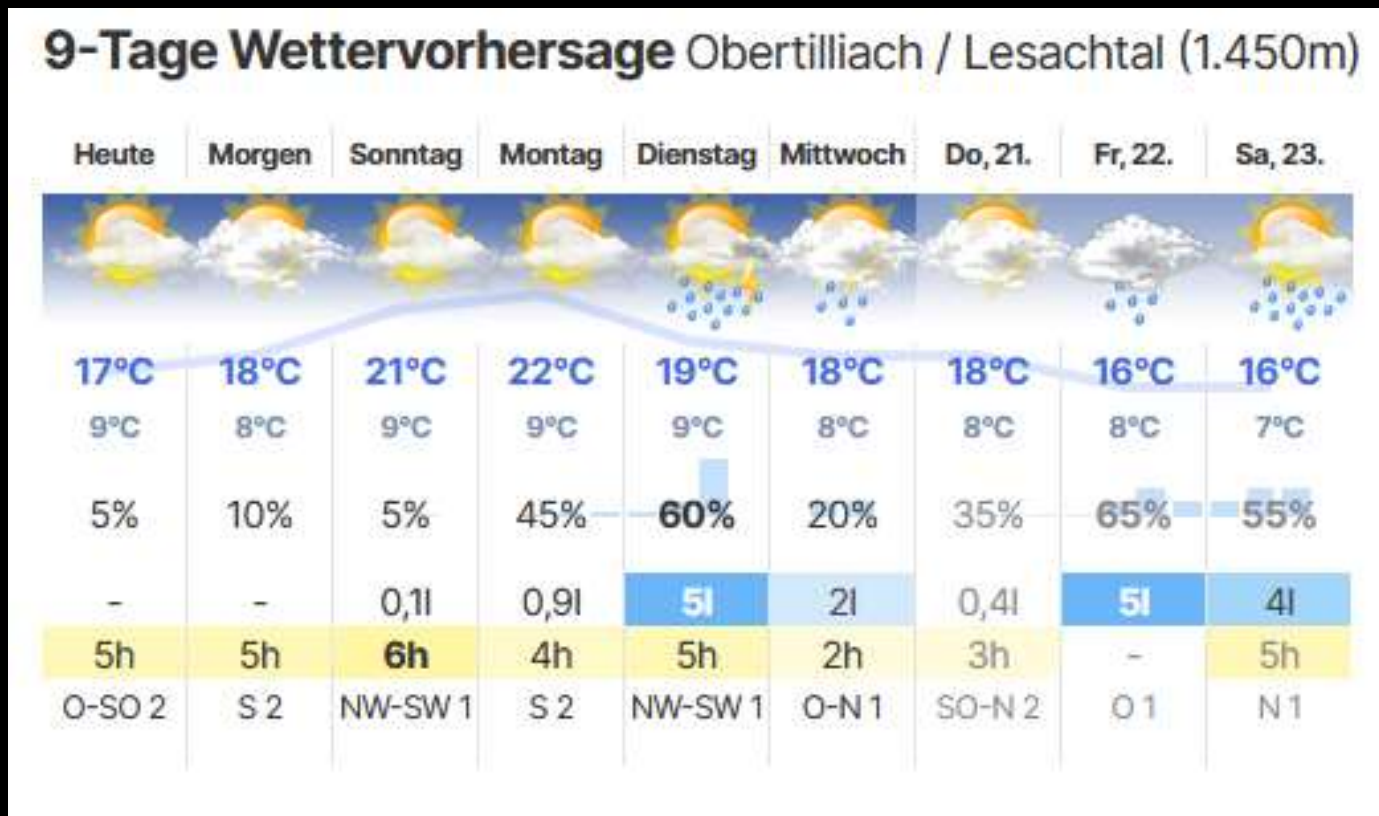 9-Tage Wettervorhersage Obertilliach / Lesachtal (1.450m)
Heute Morgen Sonntag Montag Dienstag Mittwoch Do, 21. Fr, 22. Sa, 23.
17°C 18°C 21°C 22°C 19°C 18°C 18°C 16°C 16°C
9°C 8°C 9°C 9°C 9°C 8°C 8°C 8°C 7°C
5% 10% 5% 45% 60% 20% 35% 65% 55%
- - 0,1l 0,9l 5l 2l 0,4l 5l 4l
5h 5h 6h 4h 5h 2h 3h - 5h
O-SO 2 S 2 NW-SW 1 S 2 NW-SW 1 O-N 1 SO-N 2 O 1 N 1